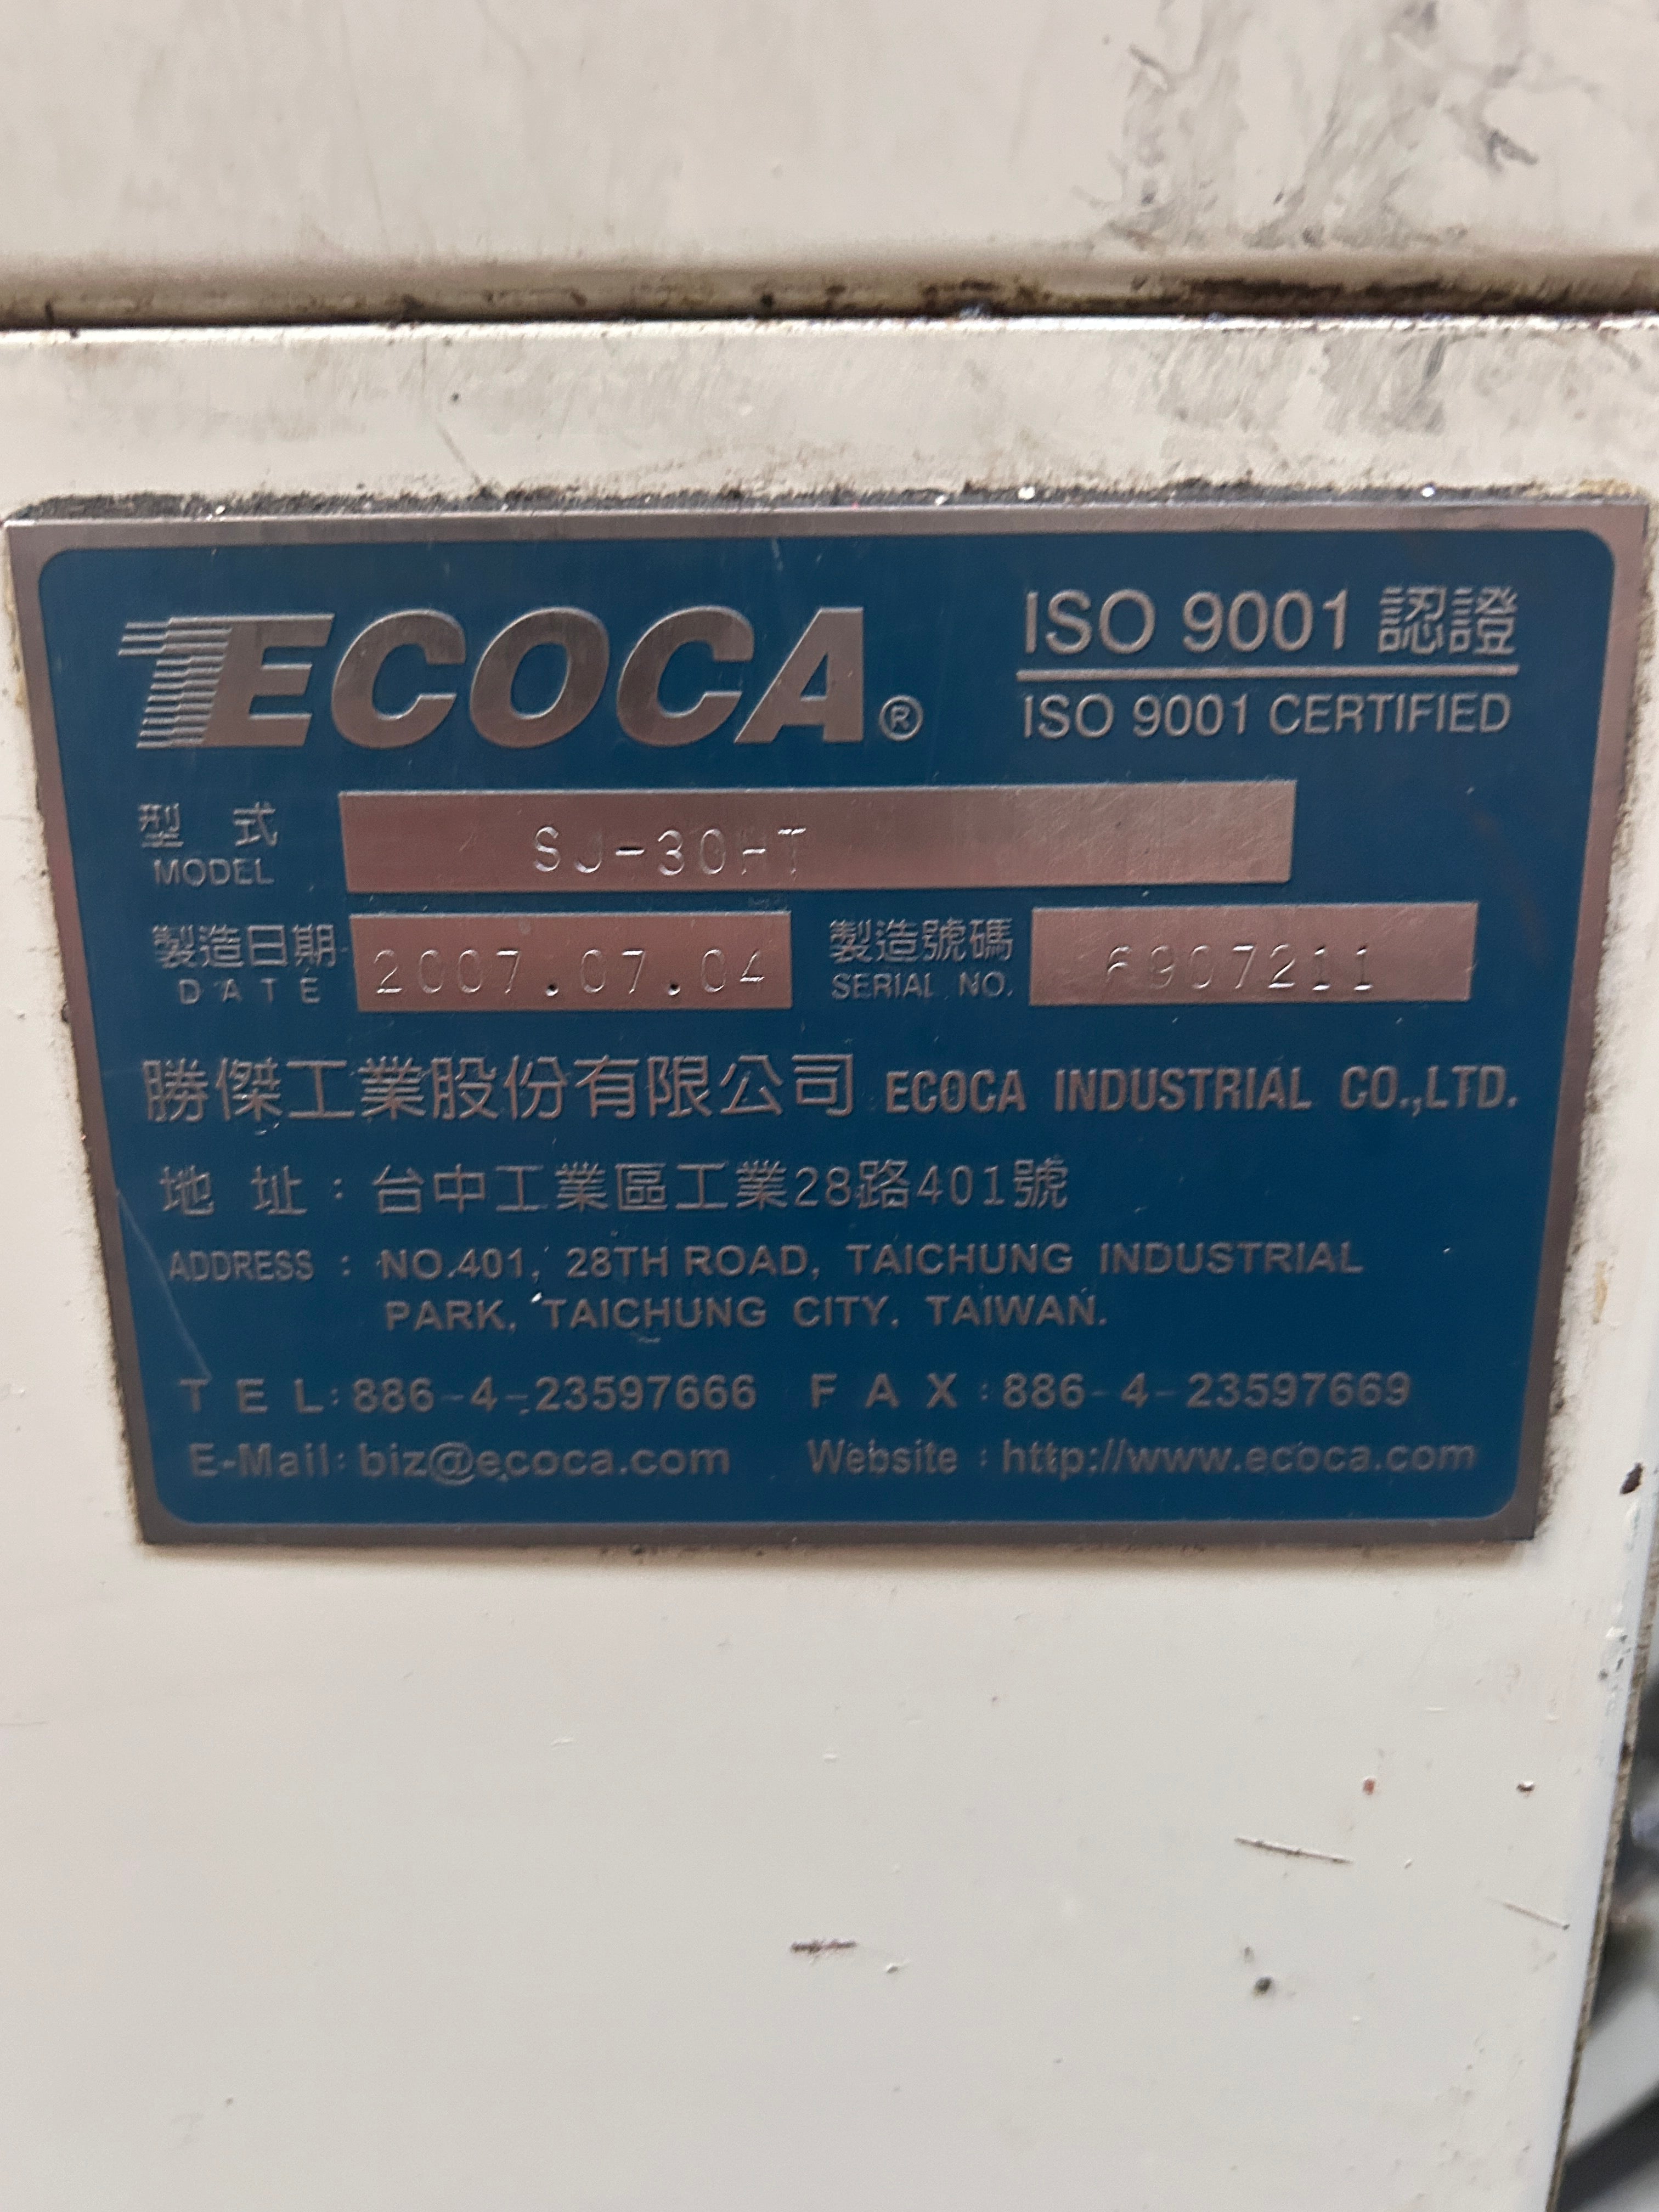 ECOCA®
ISO 9001 認證
ISO 9001 CERTIFIED
型 式
MODEL
SJ-30HT
製造日期
DATE
2007.07.04
製造號碼
SERIAL NO.
6907211
勝傑工業股份有限公司 ECOCA INDUSTRIAL CO.,LTD.
地 址：台中工業區工業28路401號
ADDRESS : NO.401, 28TH ROAD, TAICHUNG INDUSTRIAL
PARK, TAICHUNG CITY, TAIWAN.
TEL:886-4-23597666 FAX:886-4-23597669
E-Mail: biz@ecoca.com Website : http://www.ecoca.com